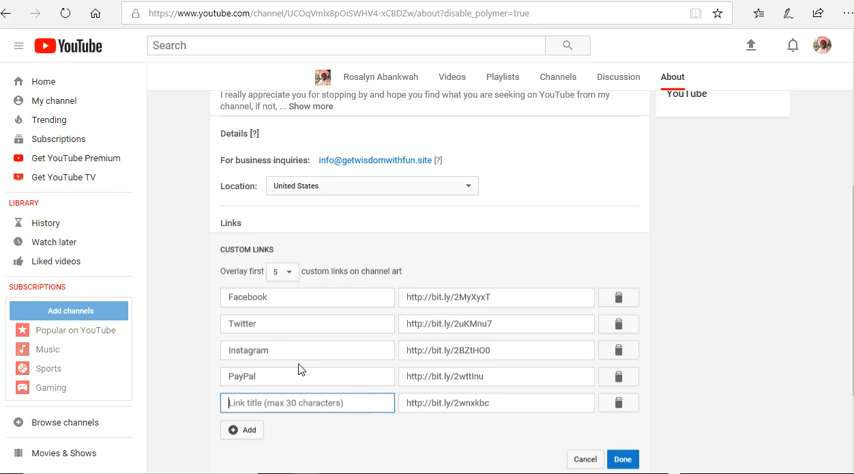 https://www.youtube.com/channel/UCOqVmlx8pOiSWHV4-xCBDZw/about?disable_polymer=true
YouTube
Search
Home
My channel
Trending
Subscriptions
Get YouTube Premium
Get YouTube TV
LIBRARY
History
Watch later
Liked videos
SUBSCRIPTIONS
Add channels
Popular on YouTube
Music
Sports
Gaming
Browse channels
Movies & Shows
Rosalyn Abankwah Videos Playlists Channels Discussion About
I really appreciate you for stopping by and hope you find what you are seeking on YouTube from my
channel, if not, ... Show more
YouTube
Details [?]
For business inquiries: info@getwisdomwithfun.site [?]
Location: United States
Links
CUSTOM LINKS
Overlay first 5 custom links on channel art
Facebook http://bit.ly/2MyXyxT
Twitter http://bit.ly/2uKMnu7
Instagram http://bit.ly/2BZtHO0
PayPal http://bit.ly/2wttInu
Link title (max 30 characters) http://bit.ly/2wnxkbc
Add
Cancel Done